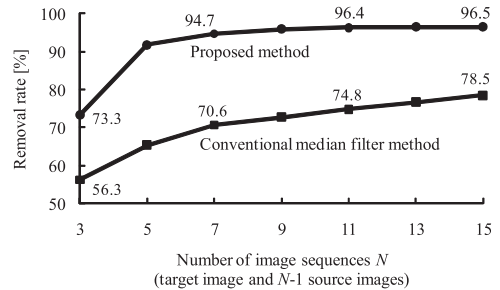 100
90
80
70
60
50
Removal rate [%]
94.7
96.4
96.5
Proposed method
73.3
78.5
74.8
70.6
Conventional median filter method
56.3
3 5 7 9 11 13 15
Number of image sequences N
(target image and N-1 source images)